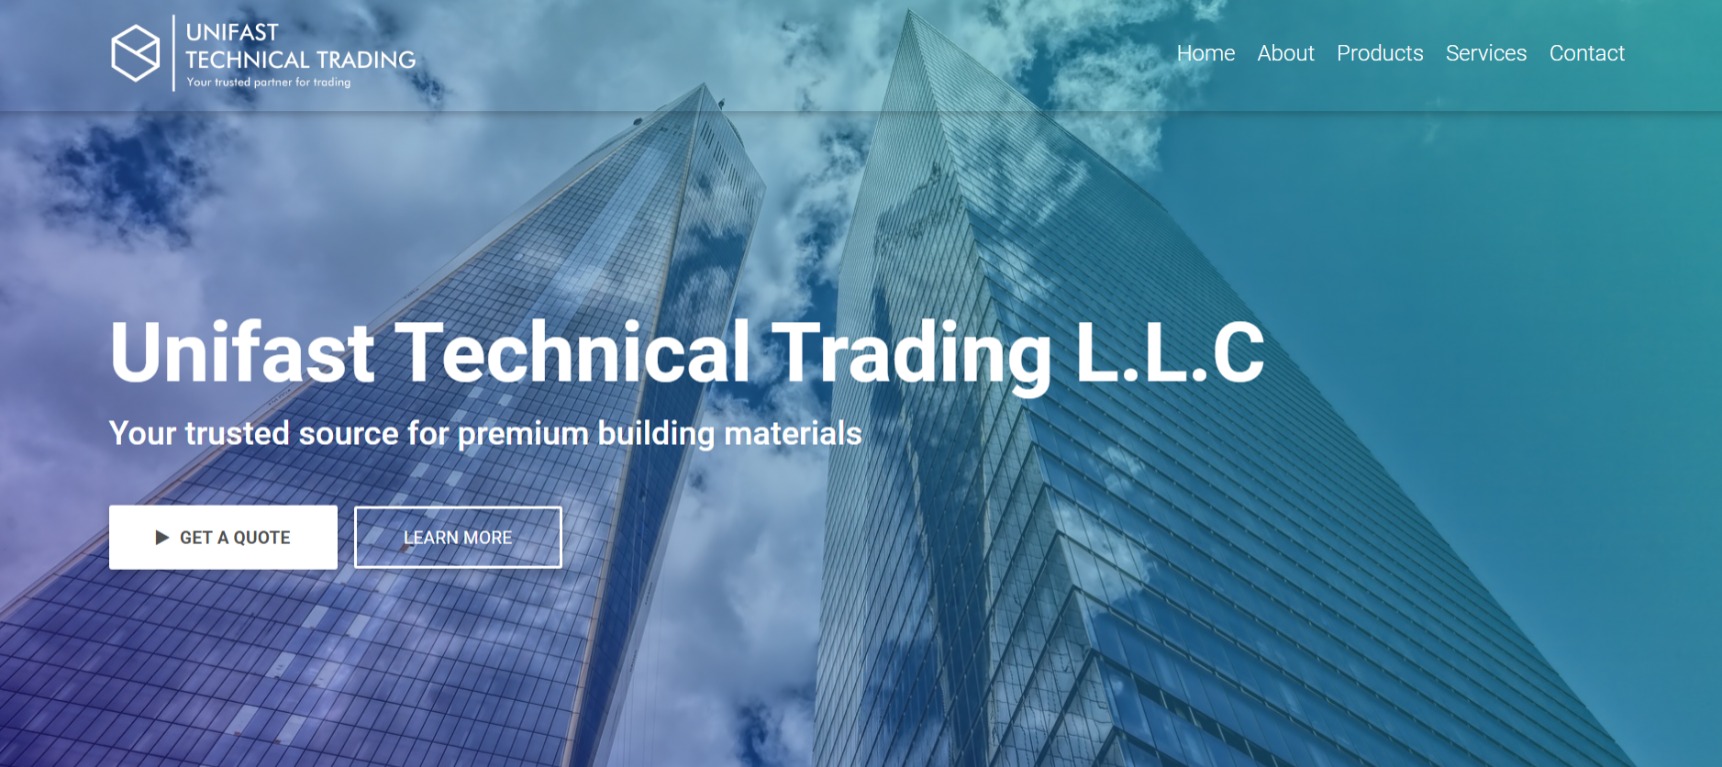 UNIFAST
TECHNICAL TRADING
Your trusted partner for trading
Home About Products Services Contact
Unifast Technical Trading L.L.C
Your trusted source for premium building materials
GET A QUOTE LEARN MORE